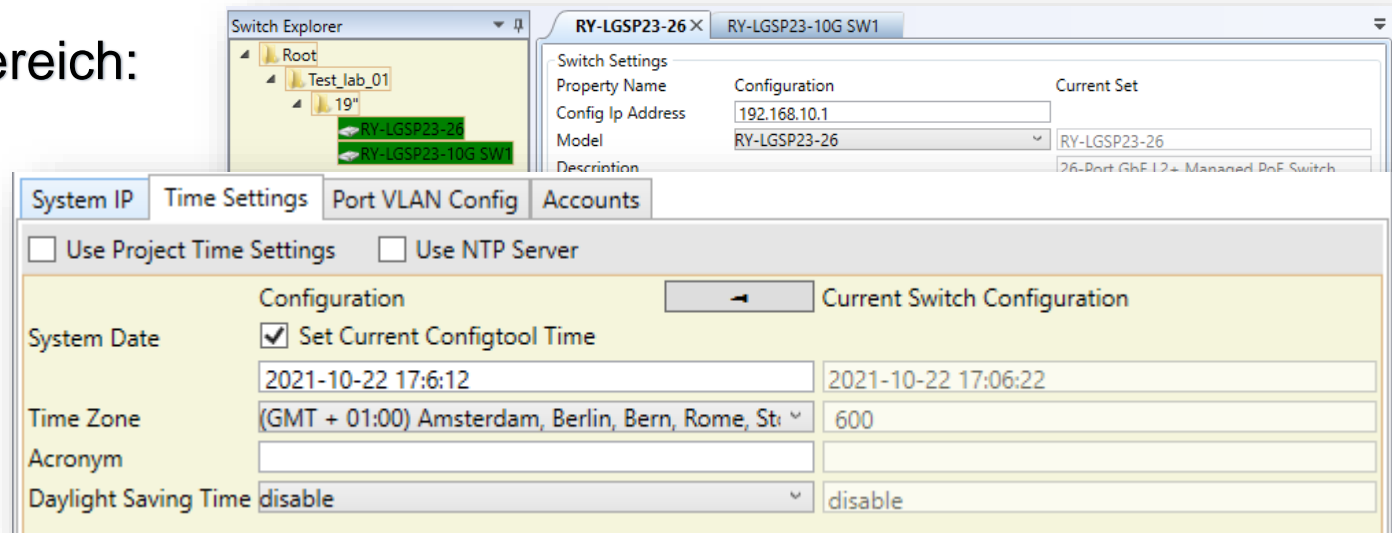 ereich:
Switch Explorer
Root
Test_lab_01
19"
RY-LGSP23-26
RY-LGSP23-10G SW1
RY-LGSP23-26 RY-LGSP23-10G SW1
Switch Settings
Property Name Configuration Current Set
Config Ip Address 192.168.10.1
Model RY-LGSP23-26 RY-LGSP23-26
Description 26-Port GbE L2+ Managed PoE Switch
System IP Time Settings Port VLAN Config Accounts
Use Project Time Settings Use NTP Server
Configuration Current Switch Configuration
System Date Set Current Configtool Time
2021-10-22 17:6:12 2021-10-22 17:06:22
Time Zone (GMT + 01:00) Amsterdam, Berlin, Bern, Rome, Sto 600
Acronym
Daylight Saving Time disable disable